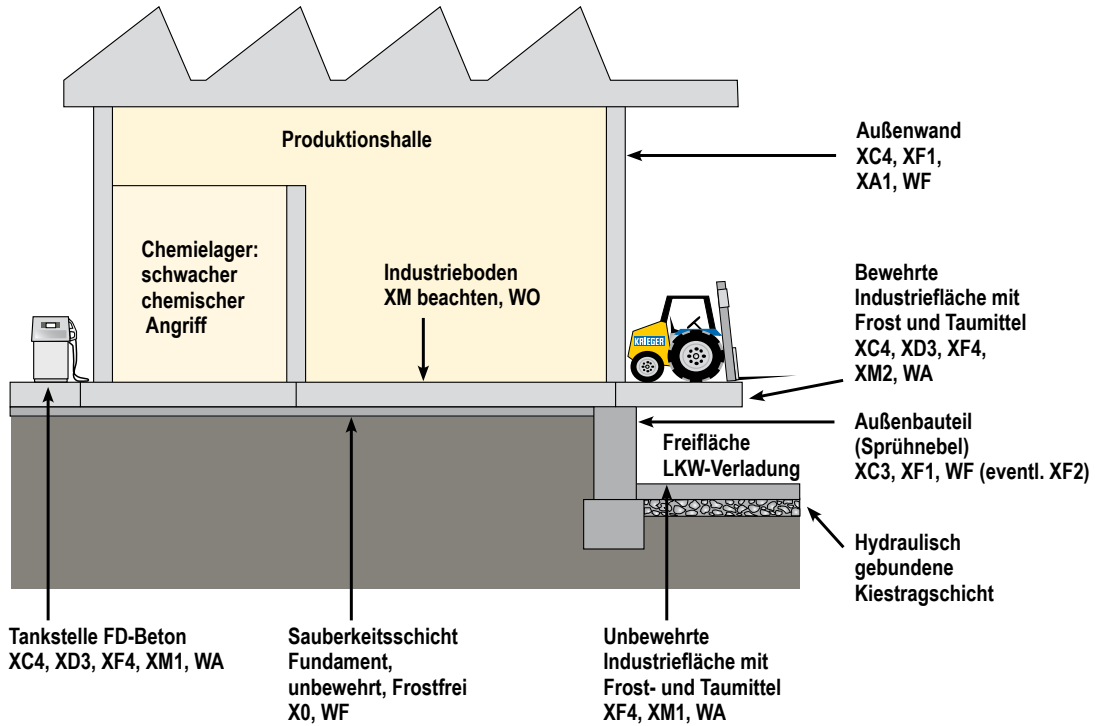 Produktionshalle
Außenwand
XC4, XF1,
XA1, WF
Chemielager:
schwacher
chemischer
Angriff
Industrieboden
XM beachten, WO
KRIEGER
Bewehrte
Industriefläche mit
Frost und Taumittel
XC4, XD3, XF4,
XM2, WA
Außenbauteil
(Sprühnebel)
XC3, XF1, WF (eventl. XF2)
Freifläche
LKW-Verladung
Hydraulisch
gebundene
Kiestragschicht
Tankstelle FD-Beton
XC4, XD3, XF4, XM1, WA
Sauberkeitsschicht
Fundament,
unbewehrt, Frostfrei
X0, WF
Unbewehrte
Industriefläche mit
Frost- und Taumittel
XF4, XM1, WA